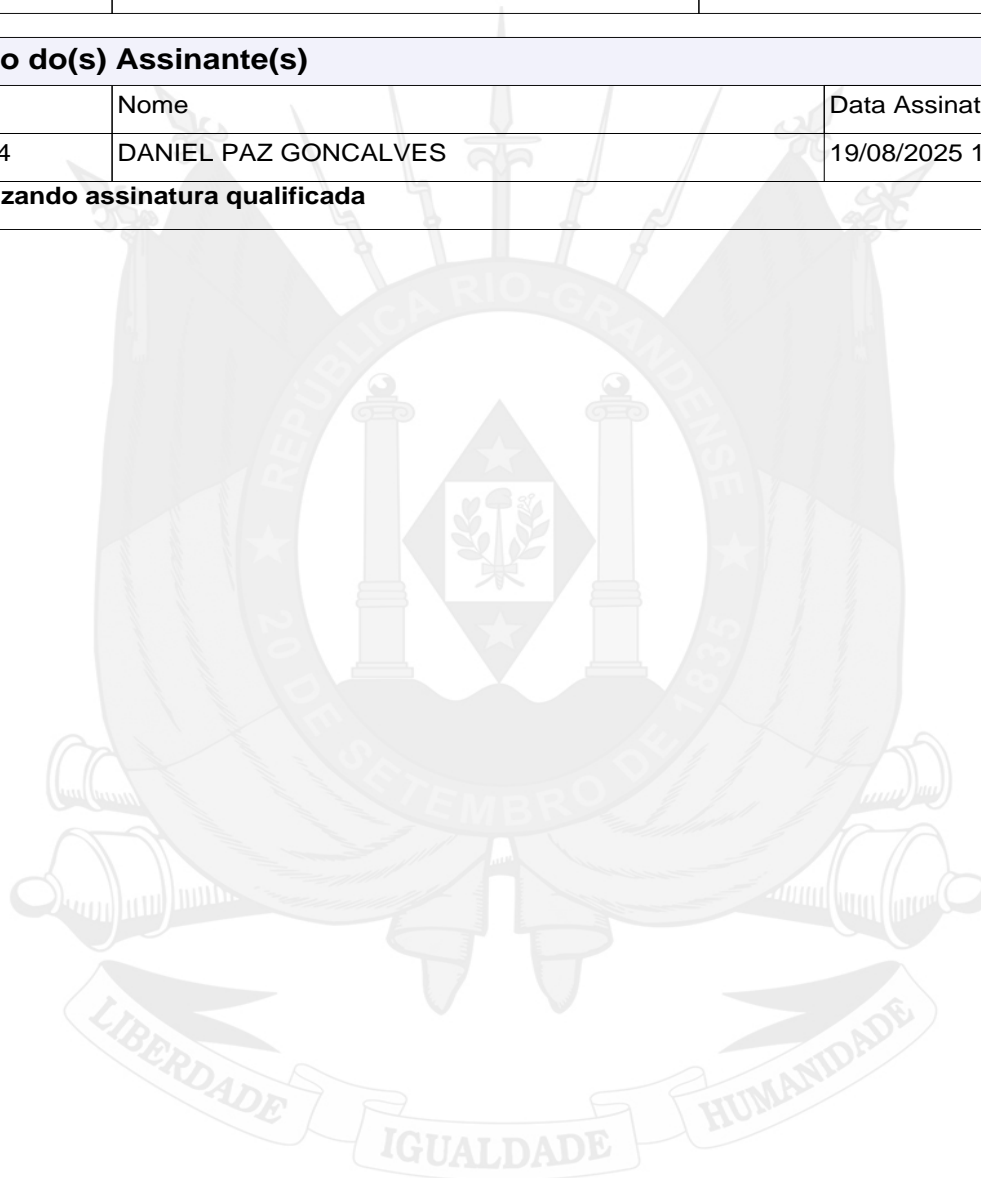 o do(s) Assinante(s)
Nome Data Assinat
4 DANIEL PAZ GONCALVES 19/08/2025 1
zando assinatura qualificada
REPÚBLICA RIO-GRANDENSE
20 DE SETEMBRO DE 1835
LIBERDADE IGUALDADE HUMANIDADE